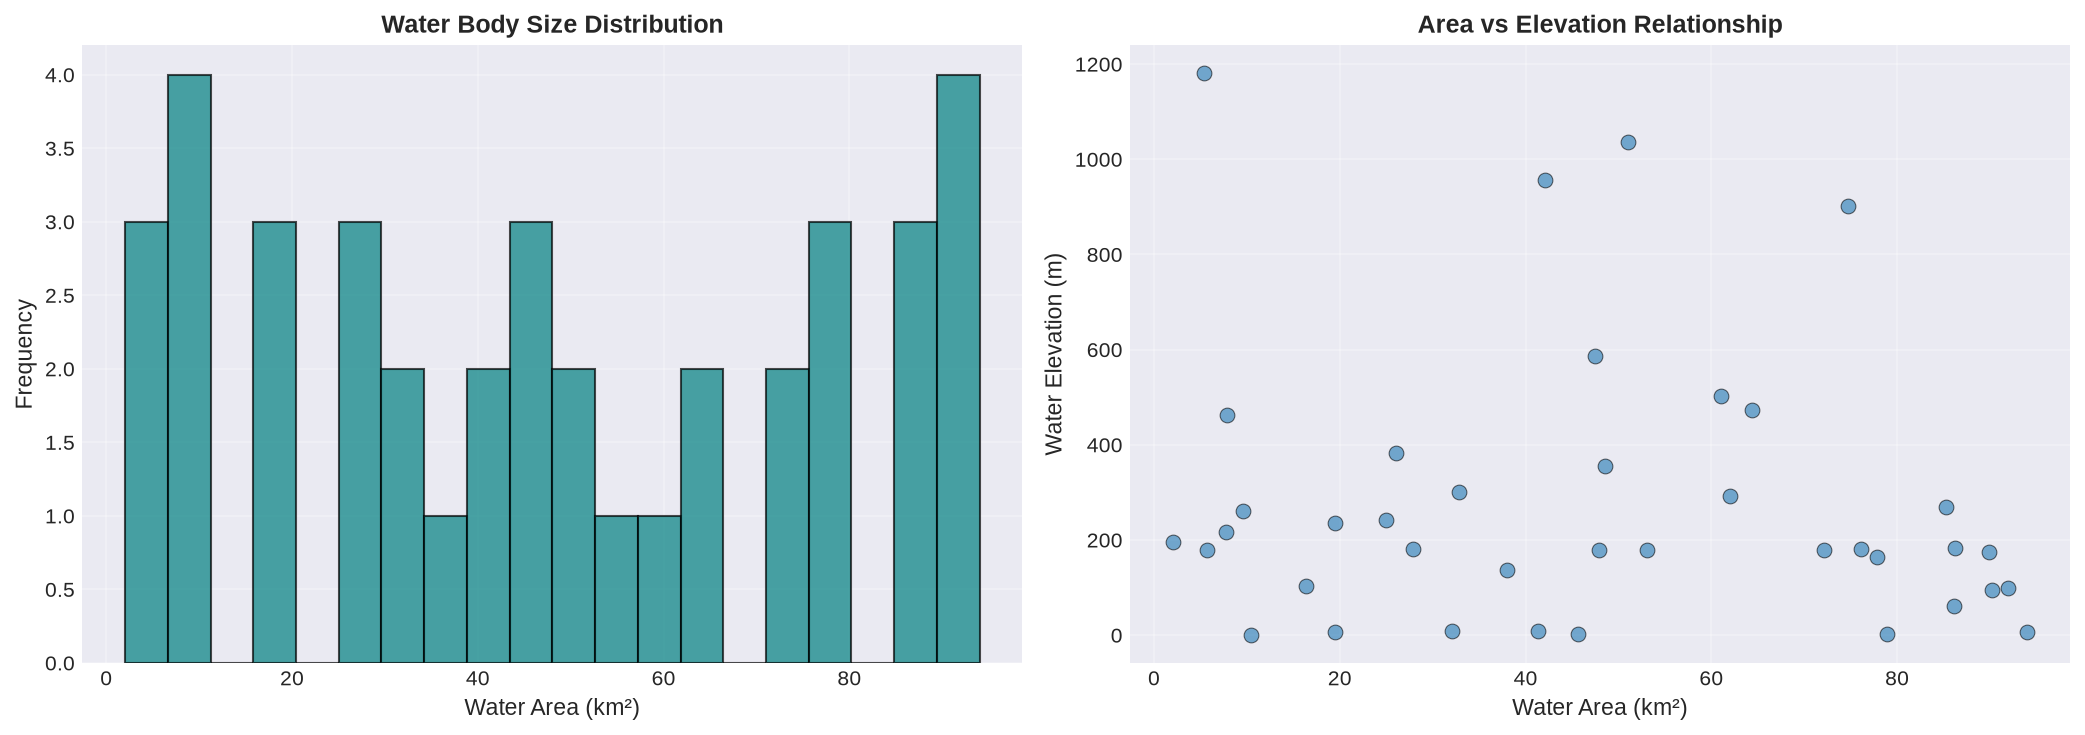 Water Body Size Distribution
4.0
3.5
3.0
2.5
2.0
1.5
1.0
0.5
0.0
Frequency
0 20 40 60 80
Water Area (km²)
Area vs Elevation Relationship
1200
1000
800
600
400
200
0
Water Elevation (m)
0 20 40 60 80
Water Area (km²)